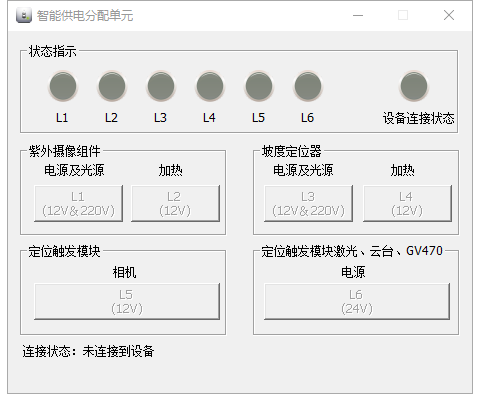 智能供电分配单元
状态指示
L1 L2 L3 L4 L5 L6 设备连接状态
紫外摄像组件 坡度定位器
电源及光源 加热 电源及光源 加热
L1 L2 L3 L4
(12V&220V) (12V) (12V&220V) (12V)
定位触发模块 定位触发模块激光、云台、GV470
相机 电源
L5 L6
(12V) (24V)
连接状态：未连接到设备